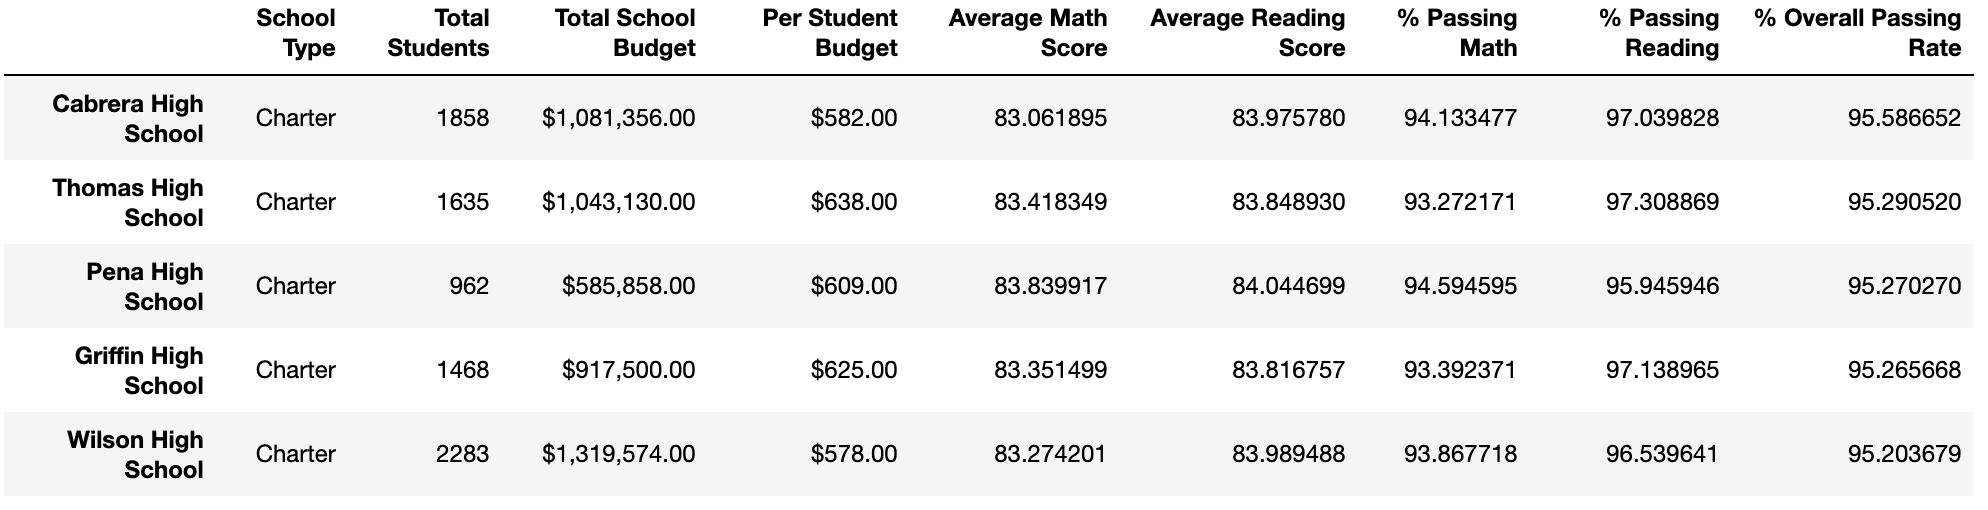 School Type Total Students Total School Budget Per Student Budget Average Math Score Average Reading Score % Passing Math % Passing Reading % Overall Passing Rate
Cabrera High School Charter 1858 $1,081,356.00 $582.00 83.061895 83.975780 94.133477 97.039828 95.586652
Thomas High School Charter 1635 $1,043,130.00 $638.00 83.418349 83.848930 93.272171 97.308869 95.290520
Pena High School Charter 962 $585,858.00 $609.00 83.839917 84.044699 94.594595 95.945946 95.270270
Griffin High School Charter 1468 $917,500.00 $625.00 83.351499 83.816757 93.392371 97.138965 95.265668
Wilson High School Charter 2283 $1,319,574.00 $578.00 83.274201 83.989488 93.867718 96.539641 95.203679